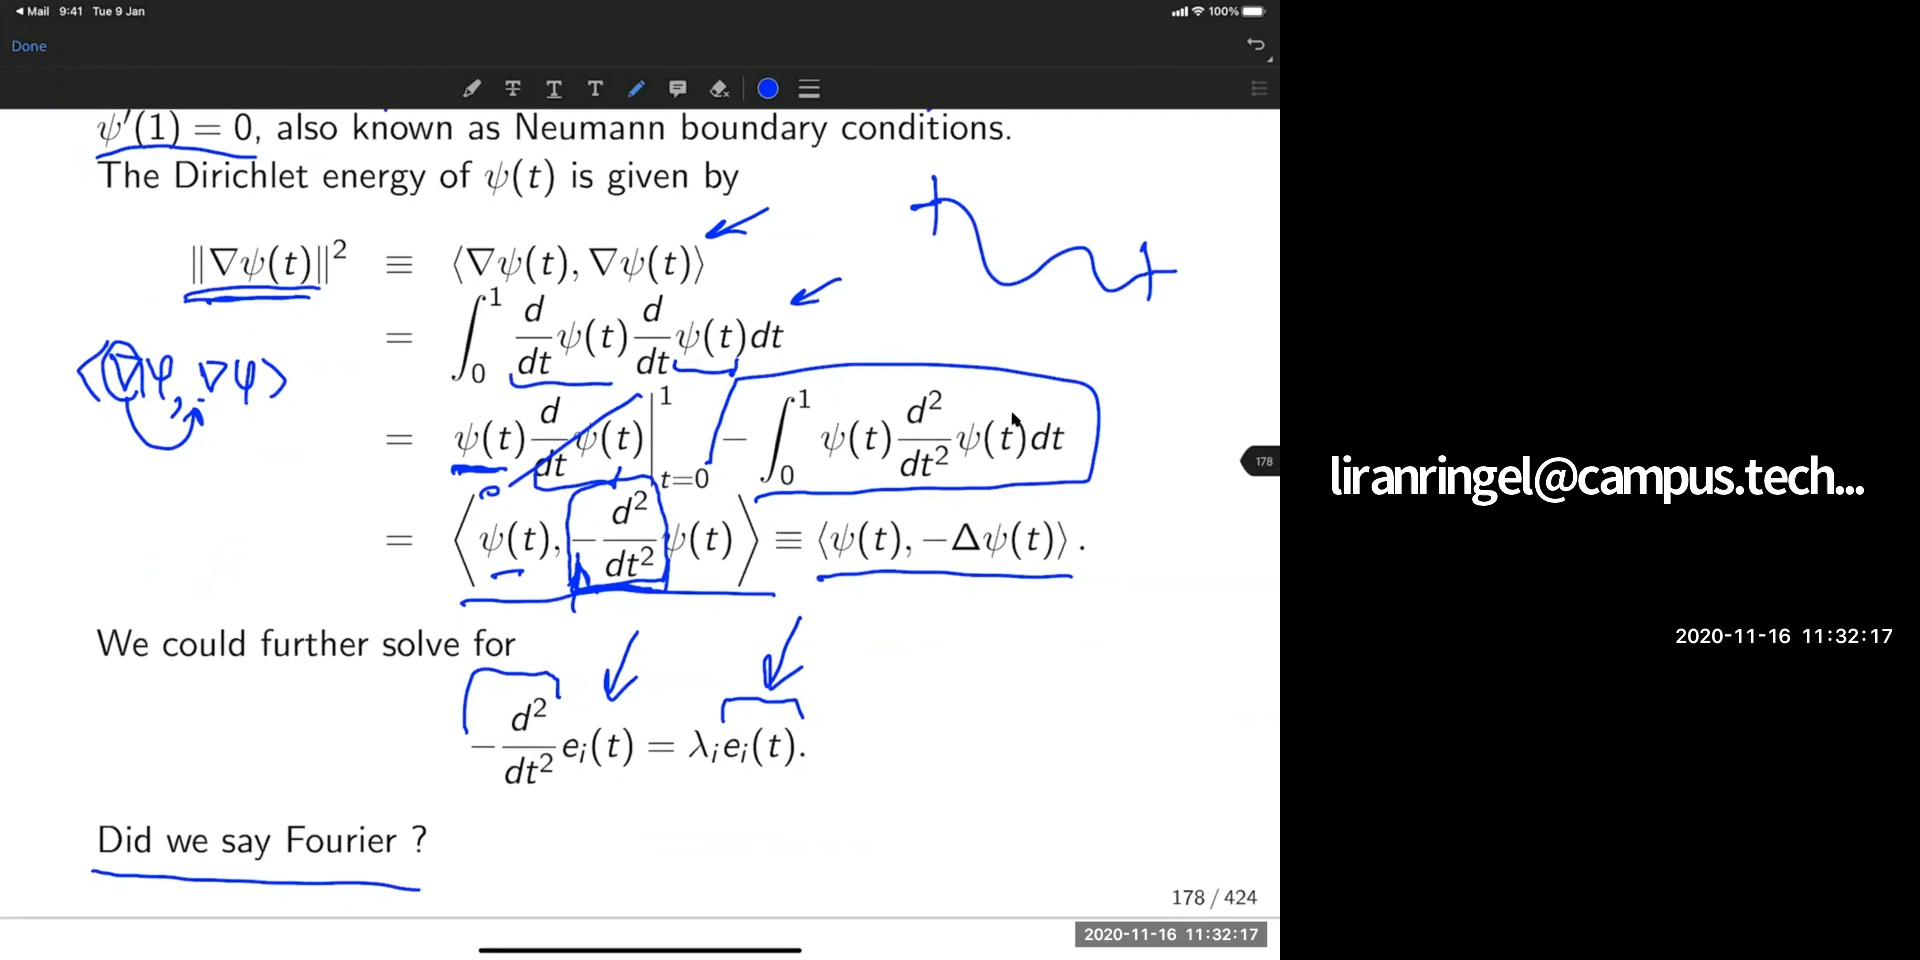 Mail 9:41 Tue 9 Jan 100%
Done
ψ′(1) = 0, also known as Neumann boundary conditions.
The Dirichlet energy of ψ(t) is given by
‖∇ψ(t)‖² ≡ ⟨∇ψ(t), ∇ψ(t)⟩
= ∫₀¹ d/dt ψ(t) d/dt ψ(t)dt
⟨∇ψ, ∇ψ⟩
= ψ(t) d/dt ψ(t)|¹ₜ₌₀ − ∫₀¹ ψ(t) d²/dt² ψ(t)dt
0
= ⟨ψ(t), − d²/dt² ψ(t)⟩ ≡ ⟨ψ(t), −Δψ(t)⟩ .
We could further solve for
− d²/dt² eᵢ(t) = λᵢeᵢ(t).
Did we say Fourier ?
178 / 424
178
2020-11-16 11:32:17
liranringel@campus.tech...
2020-11-16 11:32:17